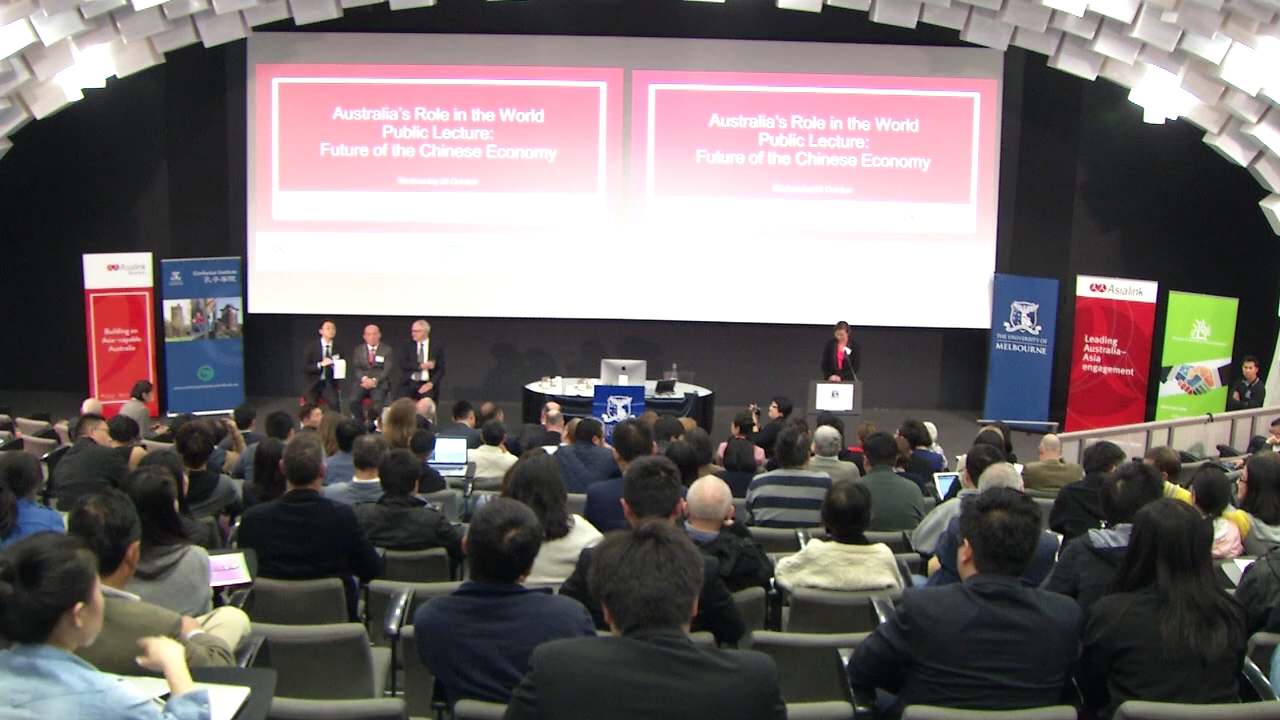 Australia's Role in the World
Public Lecture:
Future of the Chinese Economy
Australia's Role in the World
Public Lecture:
Future of the Chinese Economy
Asialink
Building an
Asia-capable
Australia
Confucius Institute
孔子学院
THE UNIVERSITY OF
MELBOURNE
Asialink
Leading
Australia–
Asia
engagement